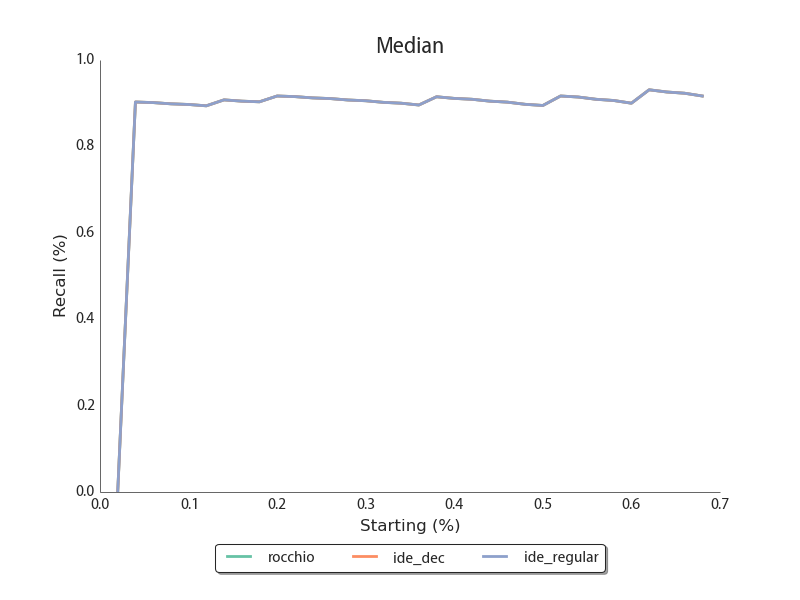 Median
1.0
0.8
0.6
0.4
0.2
0.0
Recall (%)
0.0 0.1 0.2 0.3 0.4 0.5 0.6 0.7
Starting (%)
rocchio ide_dec ide_regular